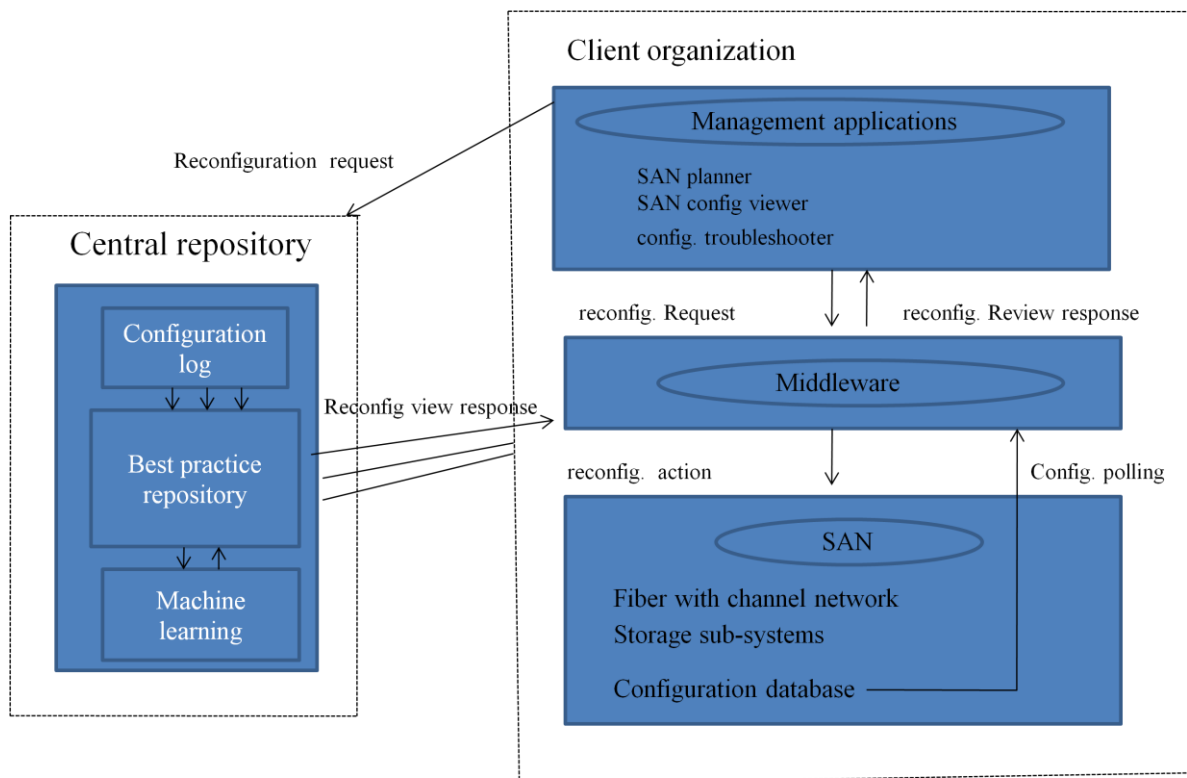 Client organization
Management applications
SAN planner
SAN config viewer
config. troubleshooter
Reconfiguration request
Central repository
Configuration
log
Best practice
repository
Machine
learning
Reconfig view response
reconfig. Request
reconfig. Review response
Middleware
reconfig. action
Config. polling
SAN
Fiber with channel network
Storage sub-systems
Configuration database